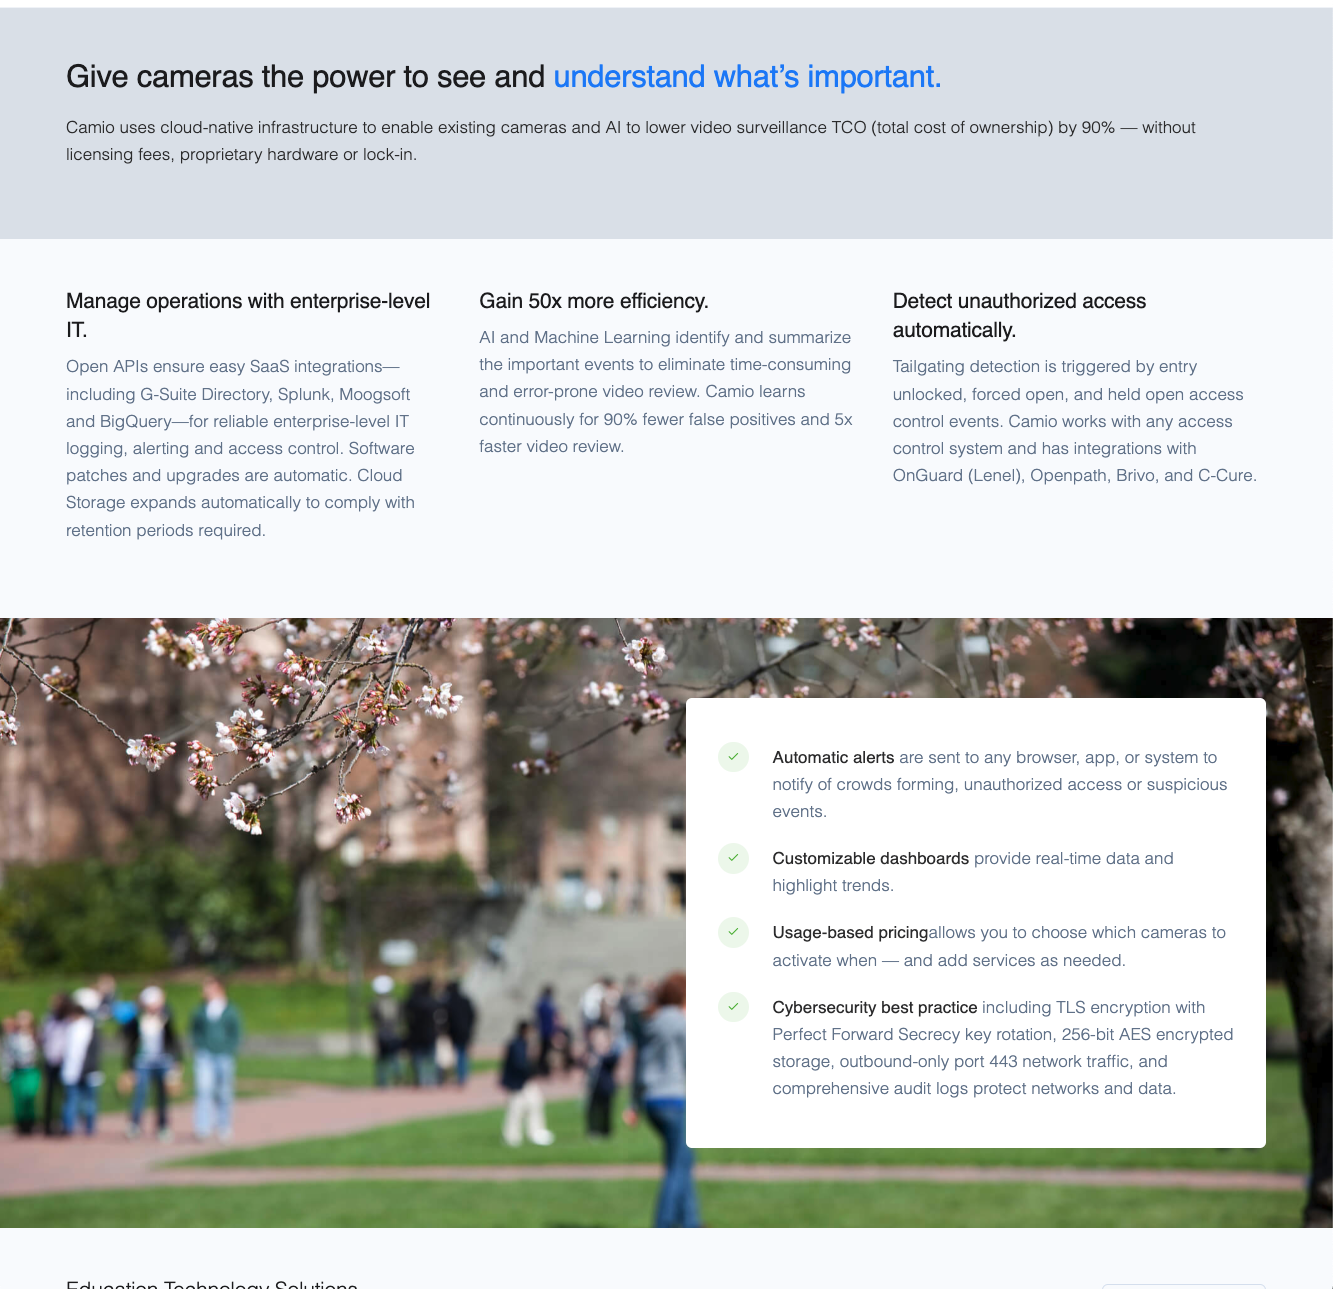 Give cameras the power to see and understand what's important.
Camio uses cloud-native infrastructure to enable existing cameras and AI to lower video surveillance TCO (total cost of ownership) by 90% — without
licensing fees, proprietary hardware or lock-in.
Manage operations with enterprise-level
IT.
Open APIs ensure easy SaaS integrations—
including G-Suite Directory, Splunk, Moogsoft
and BigQuery—for reliable enterprise-level IT
logging, alerting and access control. Software
patches and upgrades are automatic. Cloud
Storage expands automatically to comply with
retention periods required.
Gain 50x more efficiency.
AI and Machine Learning identify and summarize
the important events to eliminate time-consuming
and error-prone video review. Camio learns
continuously for 90% fewer false positives and 5x
faster video review.
Detect unauthorized access
automatically.
Tailgating detection is triggered by entry
unlocked, forced open, and held open access
control events. Camio works with any access
control system and has integrations with
OnGuard (Lenel), Openpath, Brivo, and C-Cure.
Automatic alerts are sent to any browser, app, or system to
notify of crowds forming, unauthorized access or suspicious
events.
Customizable dashboards provide real-time data and
highlight trends.
Usage-based pricingallows you to choose which cameras to
activate when — and add services as needed.
Cybersecurity best practice including TLS encryption with
Perfect Forward Secrecy key rotation, 256-bit AES encrypted
storage, outbound-only port 443 network traffic, and
comprehensive audit logs protect networks and data.
Education Technology Solutions